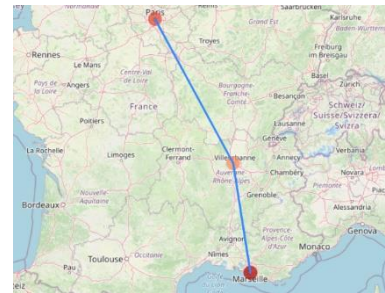 Paris
Saarbrücken
Karlsruhe
Baden-Württem
Grand Est
Troyes
Rennes
Le Mans
Freiburg
im Breisgau
Pays de
la Loire
Angers
Centre-Val
de Loire
Bourgogne-
Franche-
Comté
Basel
Zürich
Besançon
France
Schweiz/
Suisse/Svizzera/
Svizra
Poitiers
Lausanne
La Rochelle
Limoges
Clermont-
Ferrand
Villeurbanne
Annecy
Verbania
Auvergne
Rhône-Alpes
Chambéry
Novara
Nouvelle
Aquitaine
Grenoble
Piemonte
Alessandria
Bordeaux
Provence
Alpes-Côte
d'Azur
Genova
Avignon
Monaco
Toulouse
Occitanie
Nîmes
Pau
Marseille